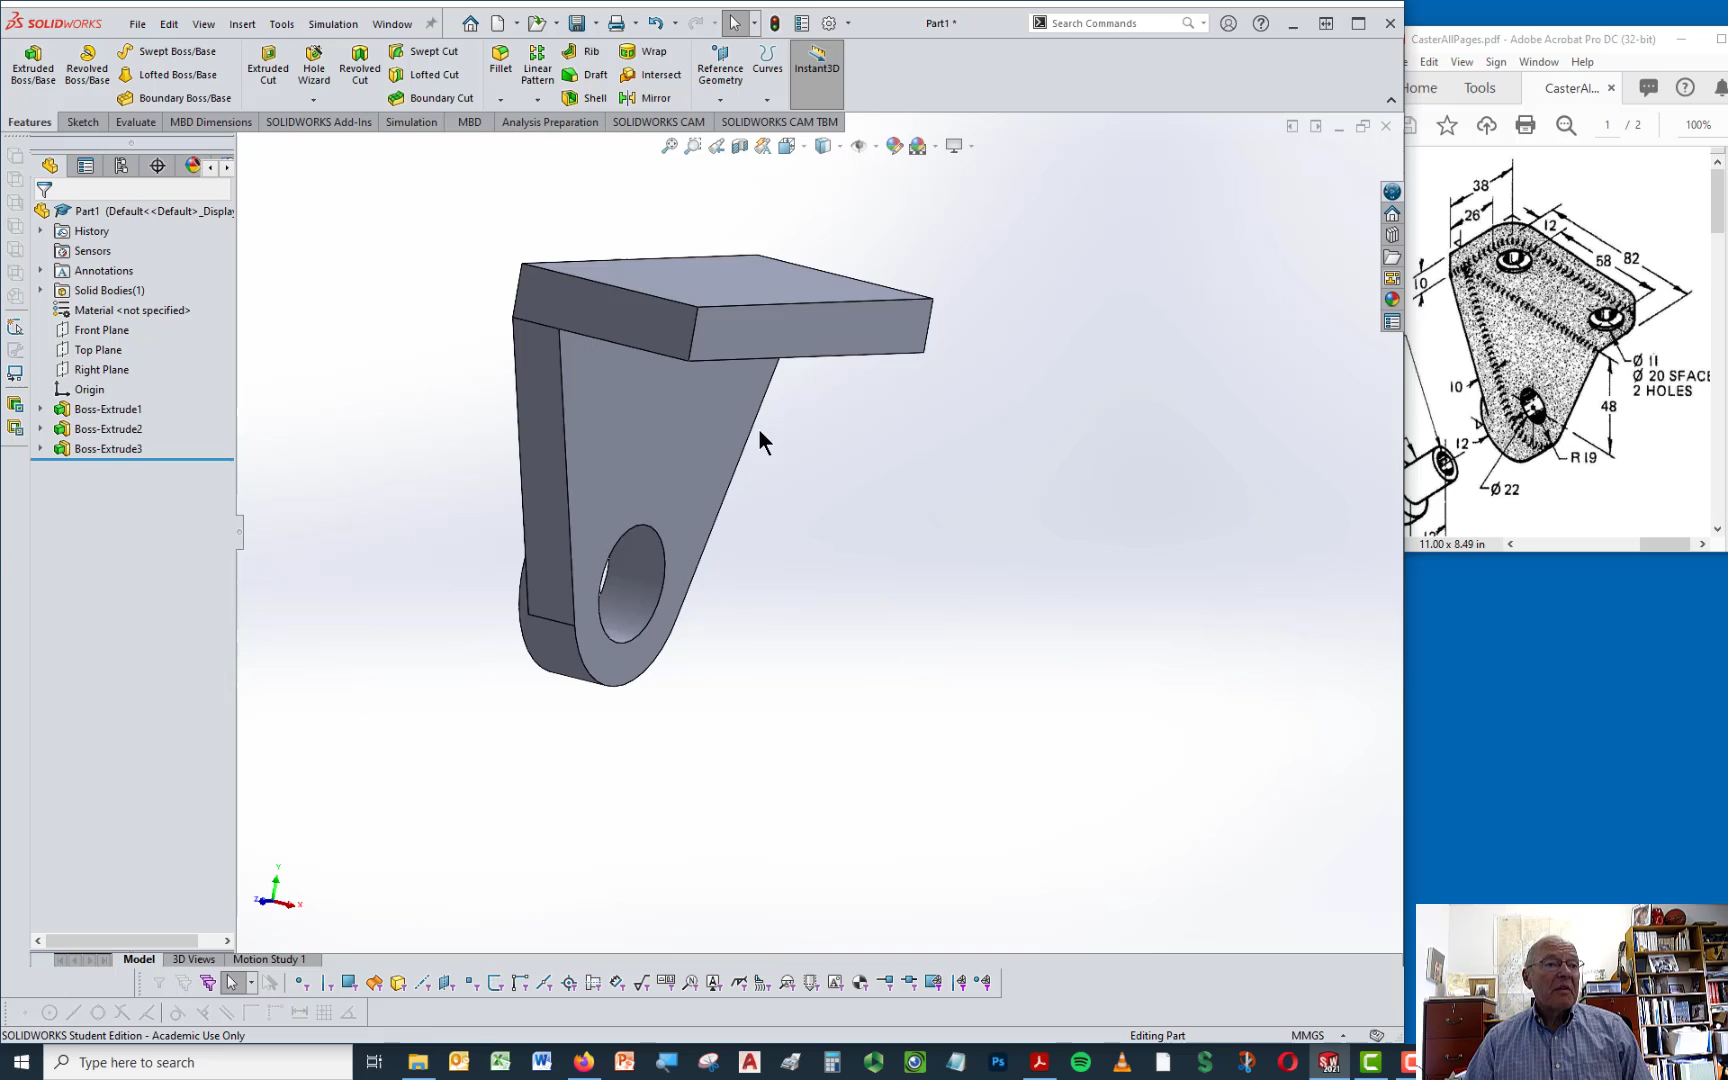 SOLIDWORKS
File Edit View Insert Tools Simulation Window
Part1 *
Search Commands
Extruded Boss/Base
Revolved Boss/Base
Swept Boss/Base
Lofted Boss/Base
Boundary Boss/Base
Extruded Cut
Hole Wizard
Revolved Cut
Swept Cut
Lofted Cut
Boundary Cut
Fillet
Linear Pattern
Rib
Draft
Shell
Wrap
Intersect
Mirror
Reference Geometry
Curves
Instant3D
Features Sketch Evaluate MBD Dimensions SOLIDWORKS Add-Ins Simulation MBD Analysis Preparation SOLIDWORKS CAM SOLIDWORKS CAM TBM
Part1 (Default<<Default>_Display
History
Sensors
Annotations
Solid Bodies(1)
Material <not specified>
Front Plane
Top Plane
Right Plane
Origin
Boss-Extrude1
Boss-Extrude2
Boss-Extrude3
Y
Z
X
Model 3D Views Motion Study 1
SOLIDWORKS Student Edition - Academic Use Only
Editing Part
MMGS
CasterAllPages.pdf - Adobe Acrobat Pro DC (32-bit)
Edit View Sign Window Help
Home Tools CasterAl...
1 / 2 100%
38
26
12
58
82
10
Ø 11
Ø 20 SFACE
2 HOLES
10
48
12
R 19
Ø 22
12
11.00 x 8.49 in
Type here to search
SW
2021